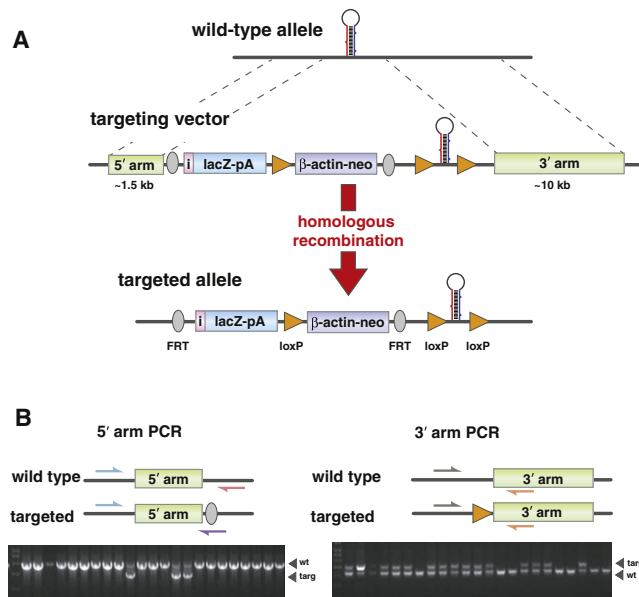 A
wild-type allele
targeting vector
5′ arm
i
lacZ-pA
β-actin-neo
3′ arm
~1.5 kb
~10 kb
homologous
recombination
targeted allele
i
lacZ-pA
β-actin-neo
FRT
loxP
FRT
loxP
loxP
B
5′ arm PCR
3′ arm PCR
wild type
5′ arm
wild type
3′ arm
targeted
5′ arm
targeted
3′ arm
wt
targ
targ
wt